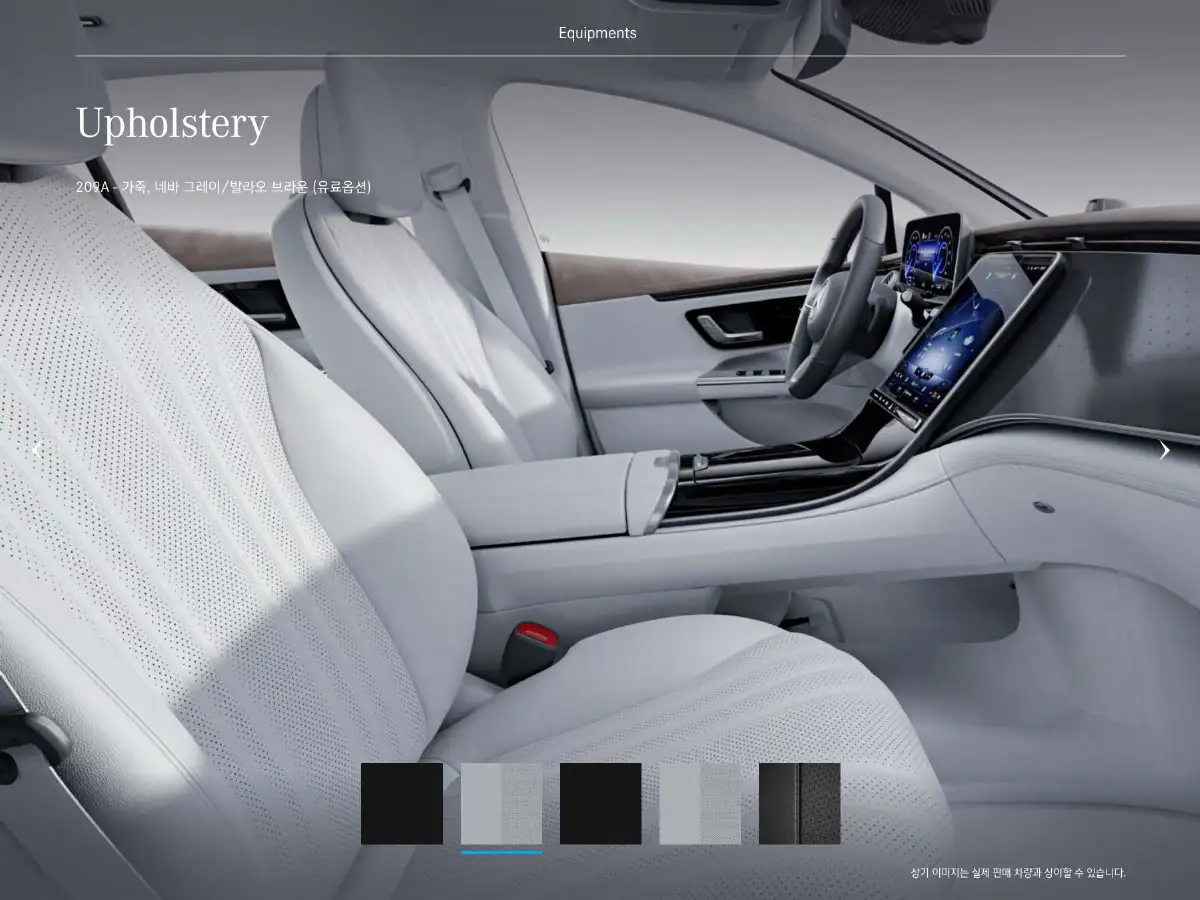 Equipments
Upholstery
209A - 가죽, 네바 그레이/발라오 브라운 (유료옵션)
상기 이미지는 실제 판매 차량과 상이할 수 있습니다.